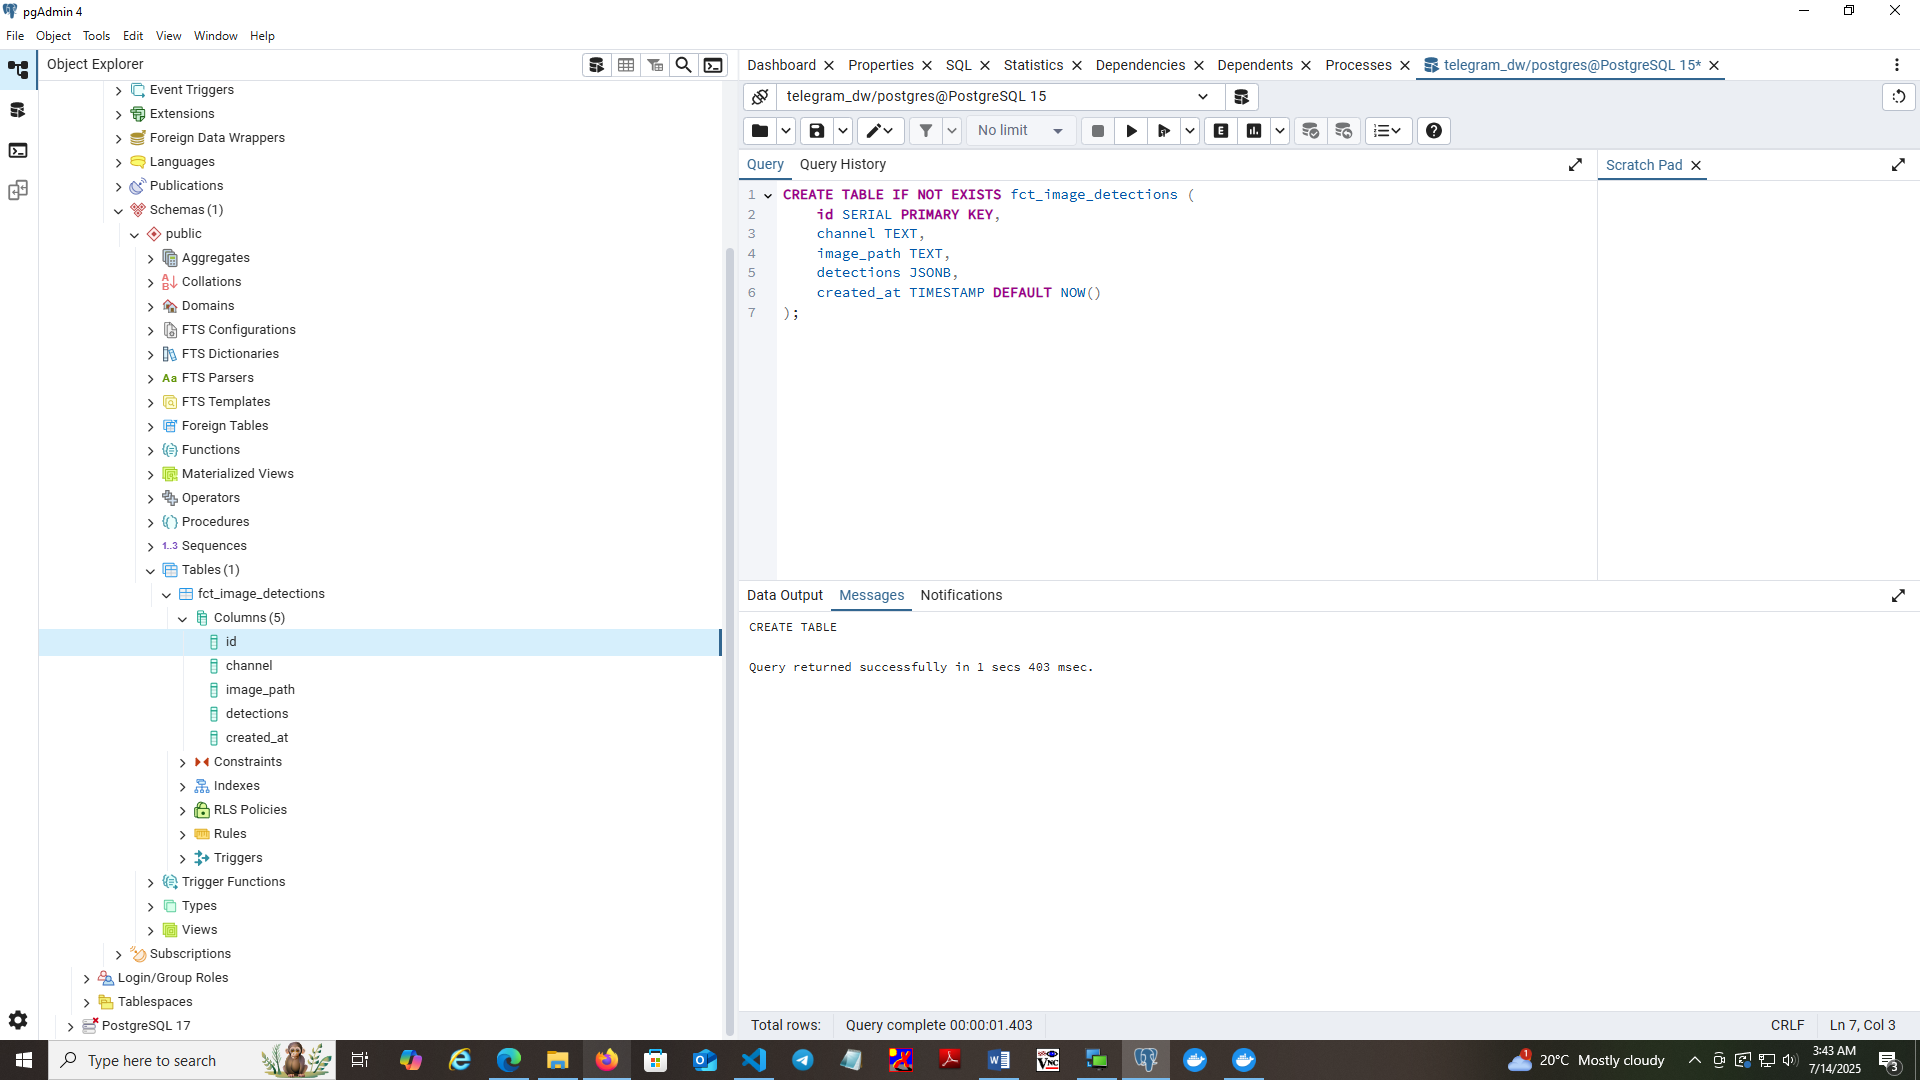 pgAdmin 4
File Object Tools Edit View Window Help
Object Explorer
Event Triggers
Extensions
Foreign Data Wrappers
Languages
Publications
Schemas (1)
public
Aggregates
Collations
Domains
FTS Configurations
FTS Dictionaries
Aa FTS Parsers
FTS Templates
Foreign Tables
Functions
Materialized Views
Operators
Procedures
1..3 Sequences
Tables (1)
fct_image_detections
Columns (5)
id
channel
image_path
detections
created_at
Constraints
Indexes
RLS Policies
Rules
Triggers
Trigger Functions
Types
Views
Subscriptions
Login/Group Roles
Tablespaces
PostgreSQL 17
Dashboard Properties SQL Statistics Dependencies Dependents Processes telegram_dw/postgres@PostgreSQL 15*
telegram_dw/postgres@PostgreSQL 15
No limit E
Query Query History
Scratch Pad
1 CREATE TABLE IF NOT EXISTS fct_image_detections (
2 id SERIAL PRIMARY KEY,
3 channel TEXT,
4 image_path TEXT,
5 detections JSONB,
6 created_at TIMESTAMP DEFAULT NOW()
7 );
Data Output Messages Notifications
CREATE TABLE
Query returned successfully in 1 secs 403 msec.
Total rows: Query complete 00:00:01.403 CRLF Ln 7, Col 3
Type here to search
1 20°C Mostly cloudy
3:43 AM
7/14/2025
3